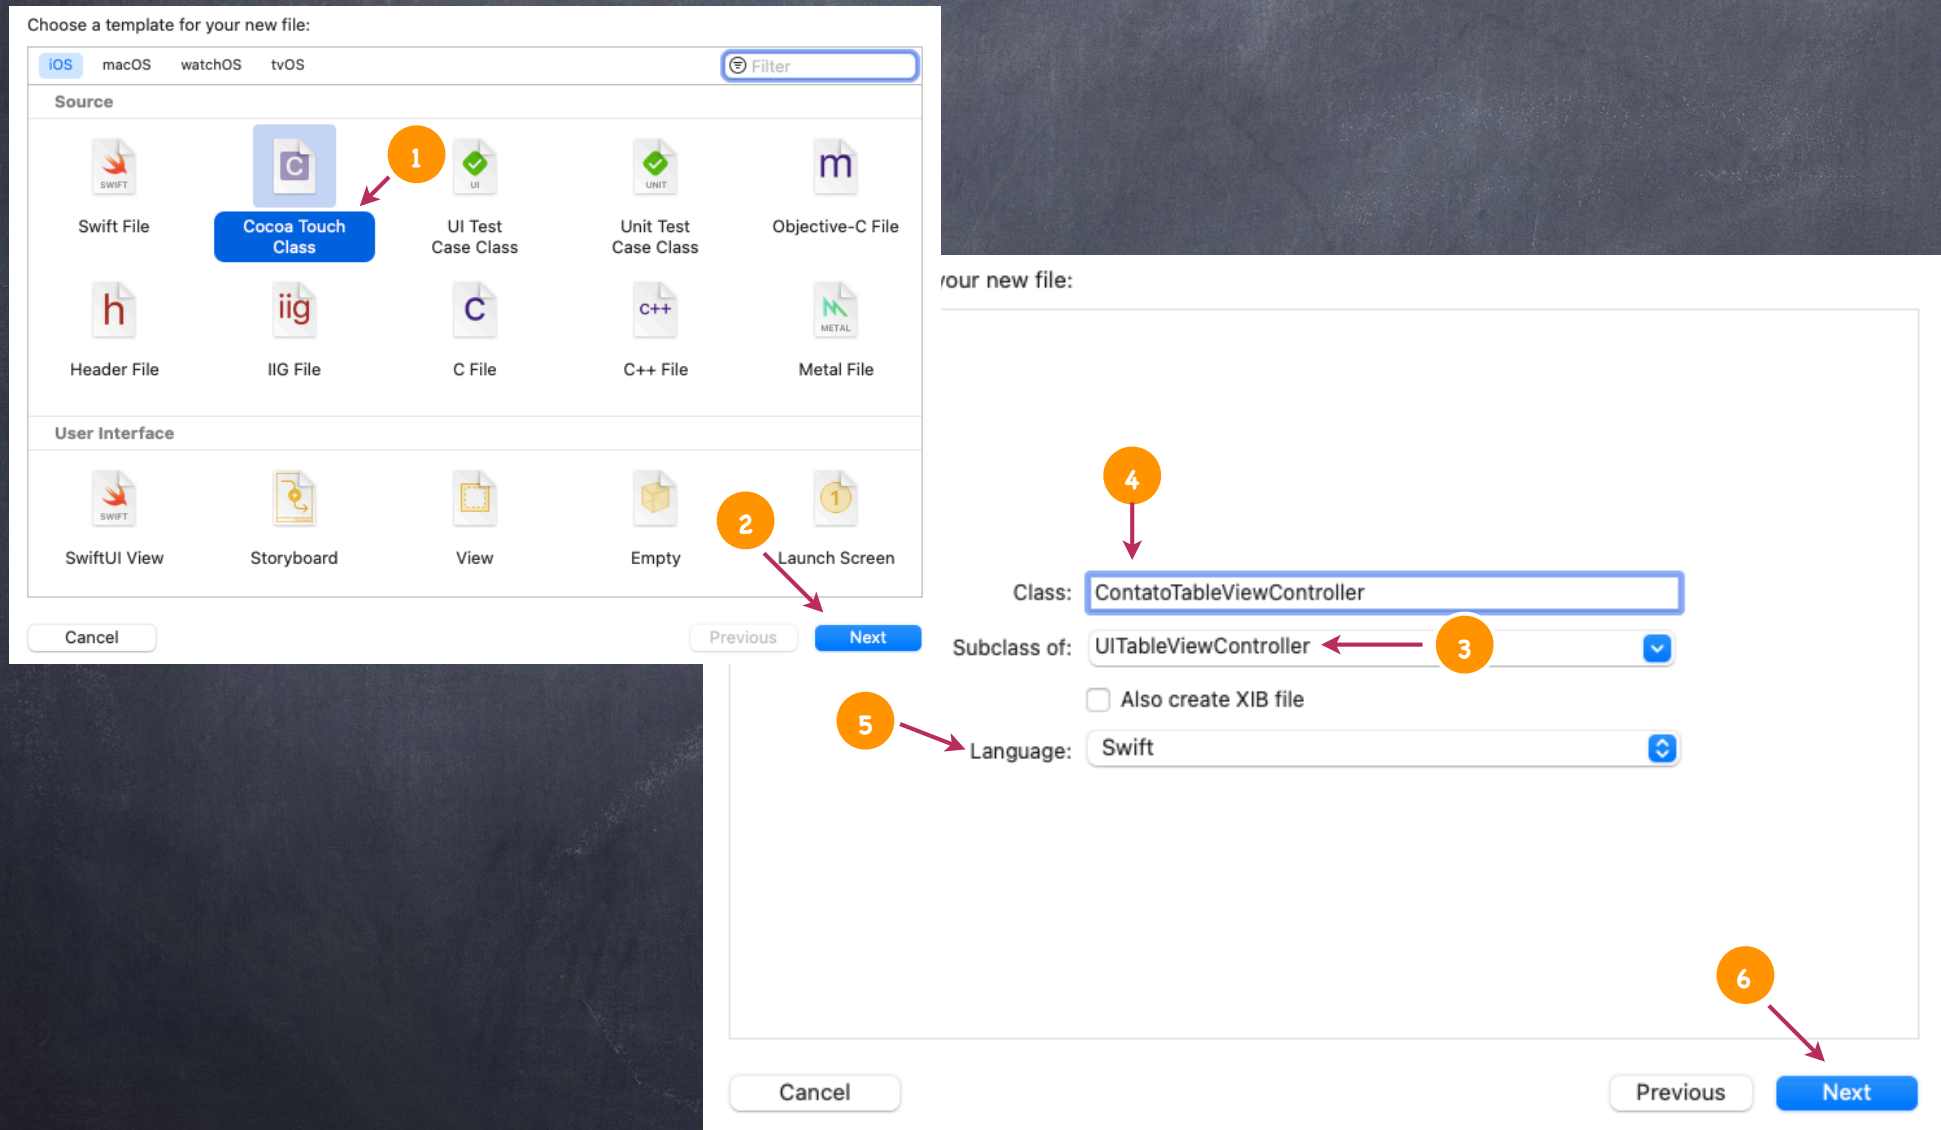 Choose a template for your new file:
iOS macOS watchOS tvOS Filter
Source
SWIFT
C
1
UI
UNIT
m
Swift File
Cocoa Touch
Class
UI Test
Case Class
Unit Test
Case Class
Objective-C File
h
iig
C
C++
METAL
Header File
IIG File
C File
C++ File
Metal File
User Interface
SWIFT
1
2
SwiftUI View
Storyboard
View
Empty
Launch Screen
Cancel
Previous
Next
your new file:
4
Class: ContatoTableViewController
Subclass of: UITableViewController
3
Also create XIB file
5
Language: Swift
6
Cancel
Previous
Next